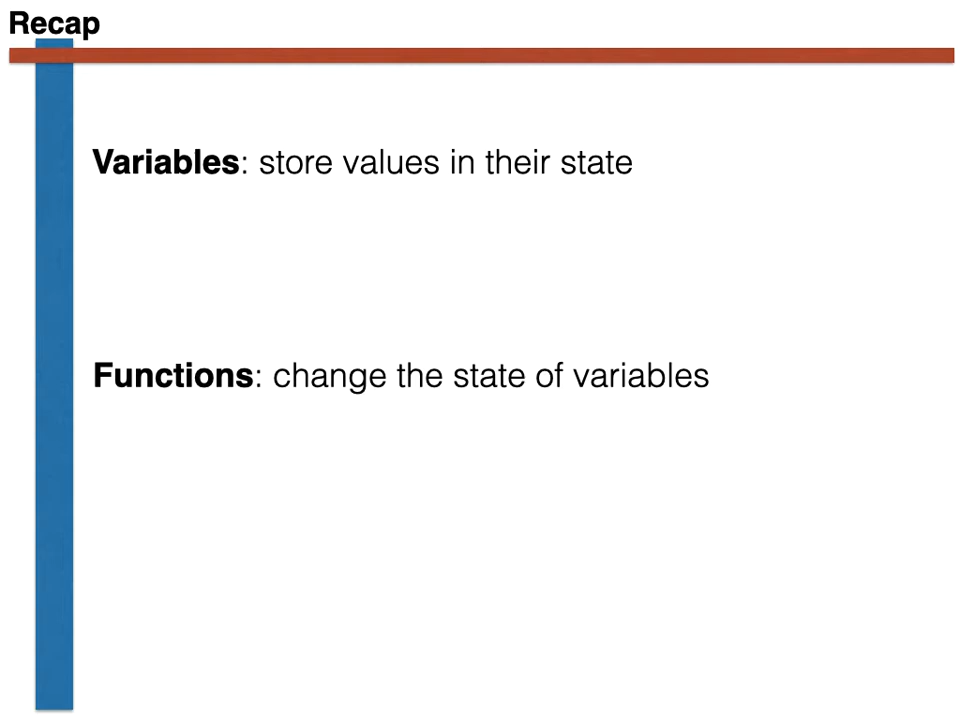 Recap
Variables: store values in their state
Functions: change the state of variables